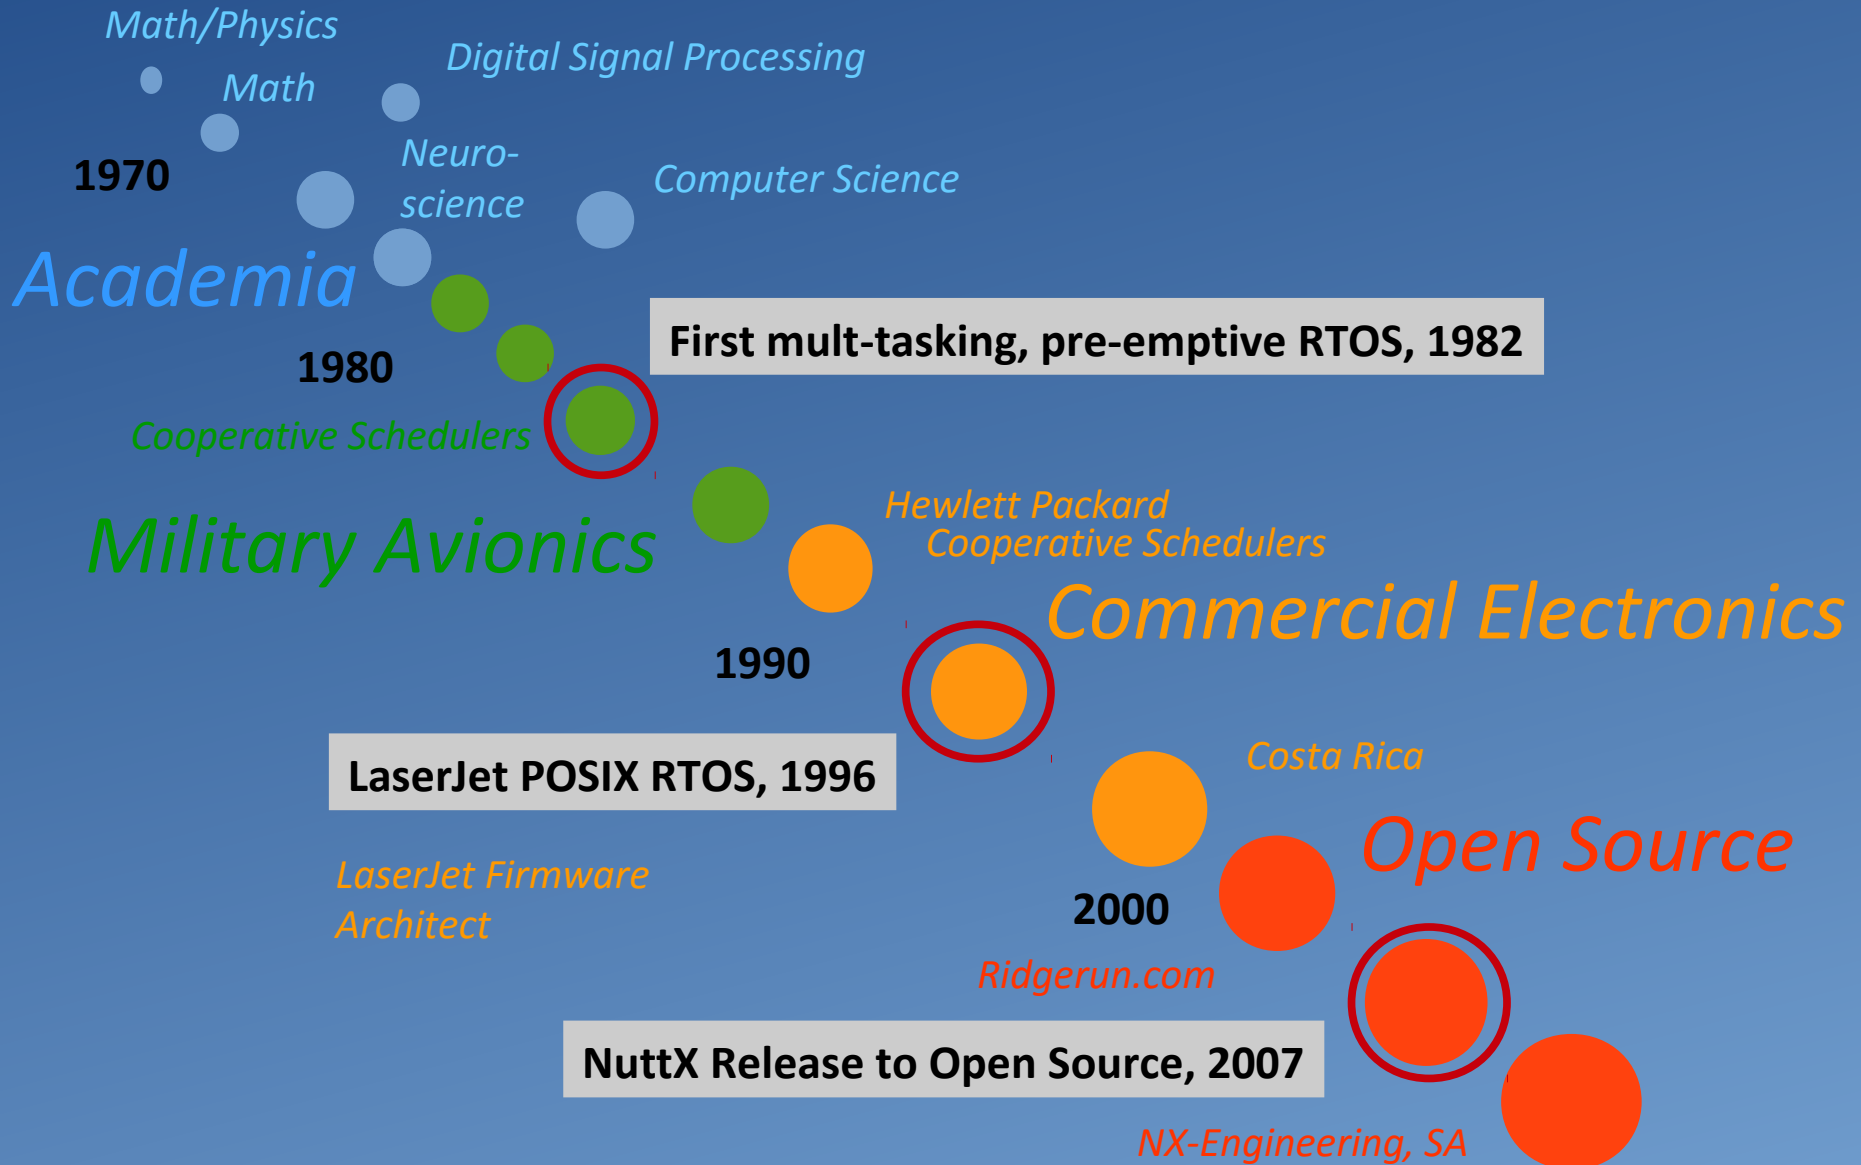 Math/Physics
Digital Signal Processing
Math
Neuro-
science
1970
Computer Science
Academia
First mult-tasking, pre-emptive RTOS, 1982
1980
Cooperative Schedulers
Hewlett Packard
Cooperative Schedulers
Military Avionics
Commercial Electronics
1990
LaserJet POSIX RTOS, 1996
Costa Rica
Open Source
LaserJet Firmware
Architect
2000
Ridgerun.com
NuttX Release to Open Source, 2007
NX-Engineering, SA